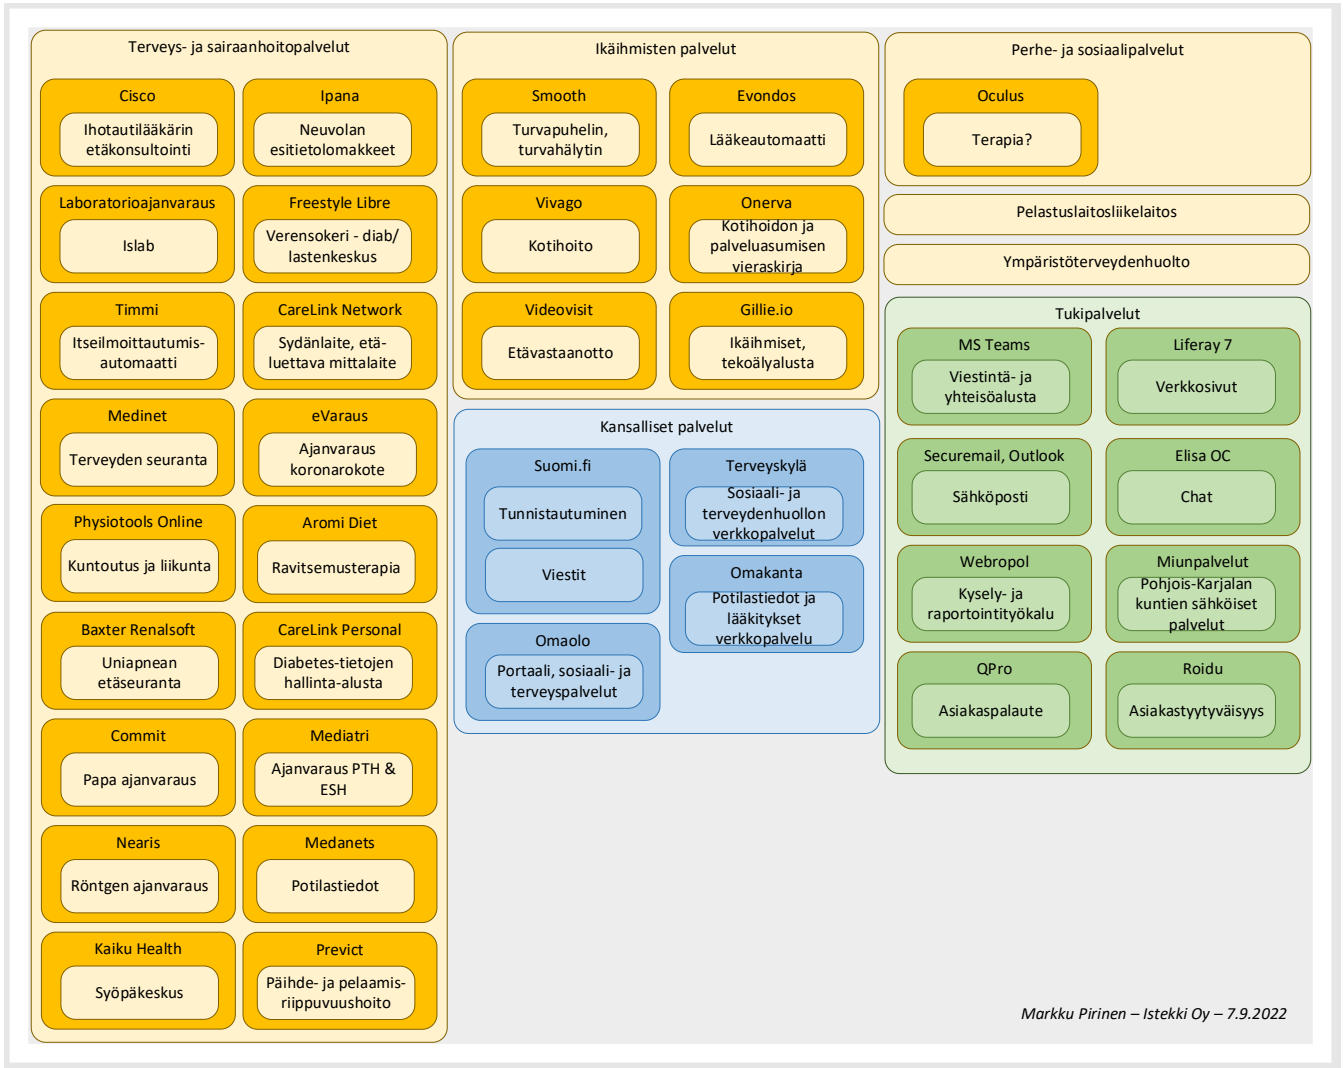 Terveys- ja sairaanhoitopalvelut
Cisco
Ihotautilääkärin
etäkonsultointi
Ipana
Neuvolan
esitietolomakkeet
Laboratorioajanvaraus
Islab
Freestyle Libre
Verensokeri - diab/
lastenkeskus
Timmi
Itseilmoittautumis-
automaatti
CareLink Network
Sydänlaite, etä-
luettava mittalaite
Medinet
Terveyden seuranta
eVaraus
Ajanvaraus
koronarokote
Physiotools Online
Kuntoutus ja liikunta
Aromi Diet
Ravitsemusterapia
Baxter Renalsoft
Uniapnean
etäseuranta
CareLink Personal
Diabetes-tietojen
hallinta-alusta
Commit
Papa ajanvaraus
Mediatri
Ajanvaraus PTH &
ESH
Nearis
Röntgen ajanvaraus
Medanets
Potilastiedot
Kaiku Health
Syöpäkeskus
Previct
Päihde- ja pelaamis-
riippuvuushoito
Ikäihmisten palvelut
Smooth
Turvapuhelin,
turvahälytin
Evondos
Lääkeautomaatti
Vivago
Kotihoito
Onerva
Kotihoidon ja
palveluasumisen
vieraskirja
Videovisit
Etävastaanotto
Gillie.io
Ikäihmiset,
tekoälyalusta
Kansalliset palvelut
Suomi.fi
Tunnistautuminen
Viestit
Terveyskylä
Sosiaali- ja
terveydenhuollon
verkkopalvelut
Omakanta
Potilastiedot ja
lääkitykset
verkkopalvelu
Omaolo
Portaali, sosiaali- ja
terveyspalvelut
Perhe- ja sosiaalipalvelut
Oculus
Terapia?
Pelastuslaitosliikelaitos
Ympäristöterveydenhuolto
Tukipalvelut
MS Teams
Viestintä- ja
yhteisöalusta
Liferay 7
Verkkosivut
Securemail, Outlook
Sähköposti
Elisa OC
Chat
Webropol
Kysely- ja
raportointityökalu
Miunpalvelut
Pohjois-Karjalan
kuntien sähköiset
palvelut
QPro
Asiakaspalaute
Roidu
Asiakastyytyväisyys
Markku Pirinen – Istekki Oy – 7.9.2022